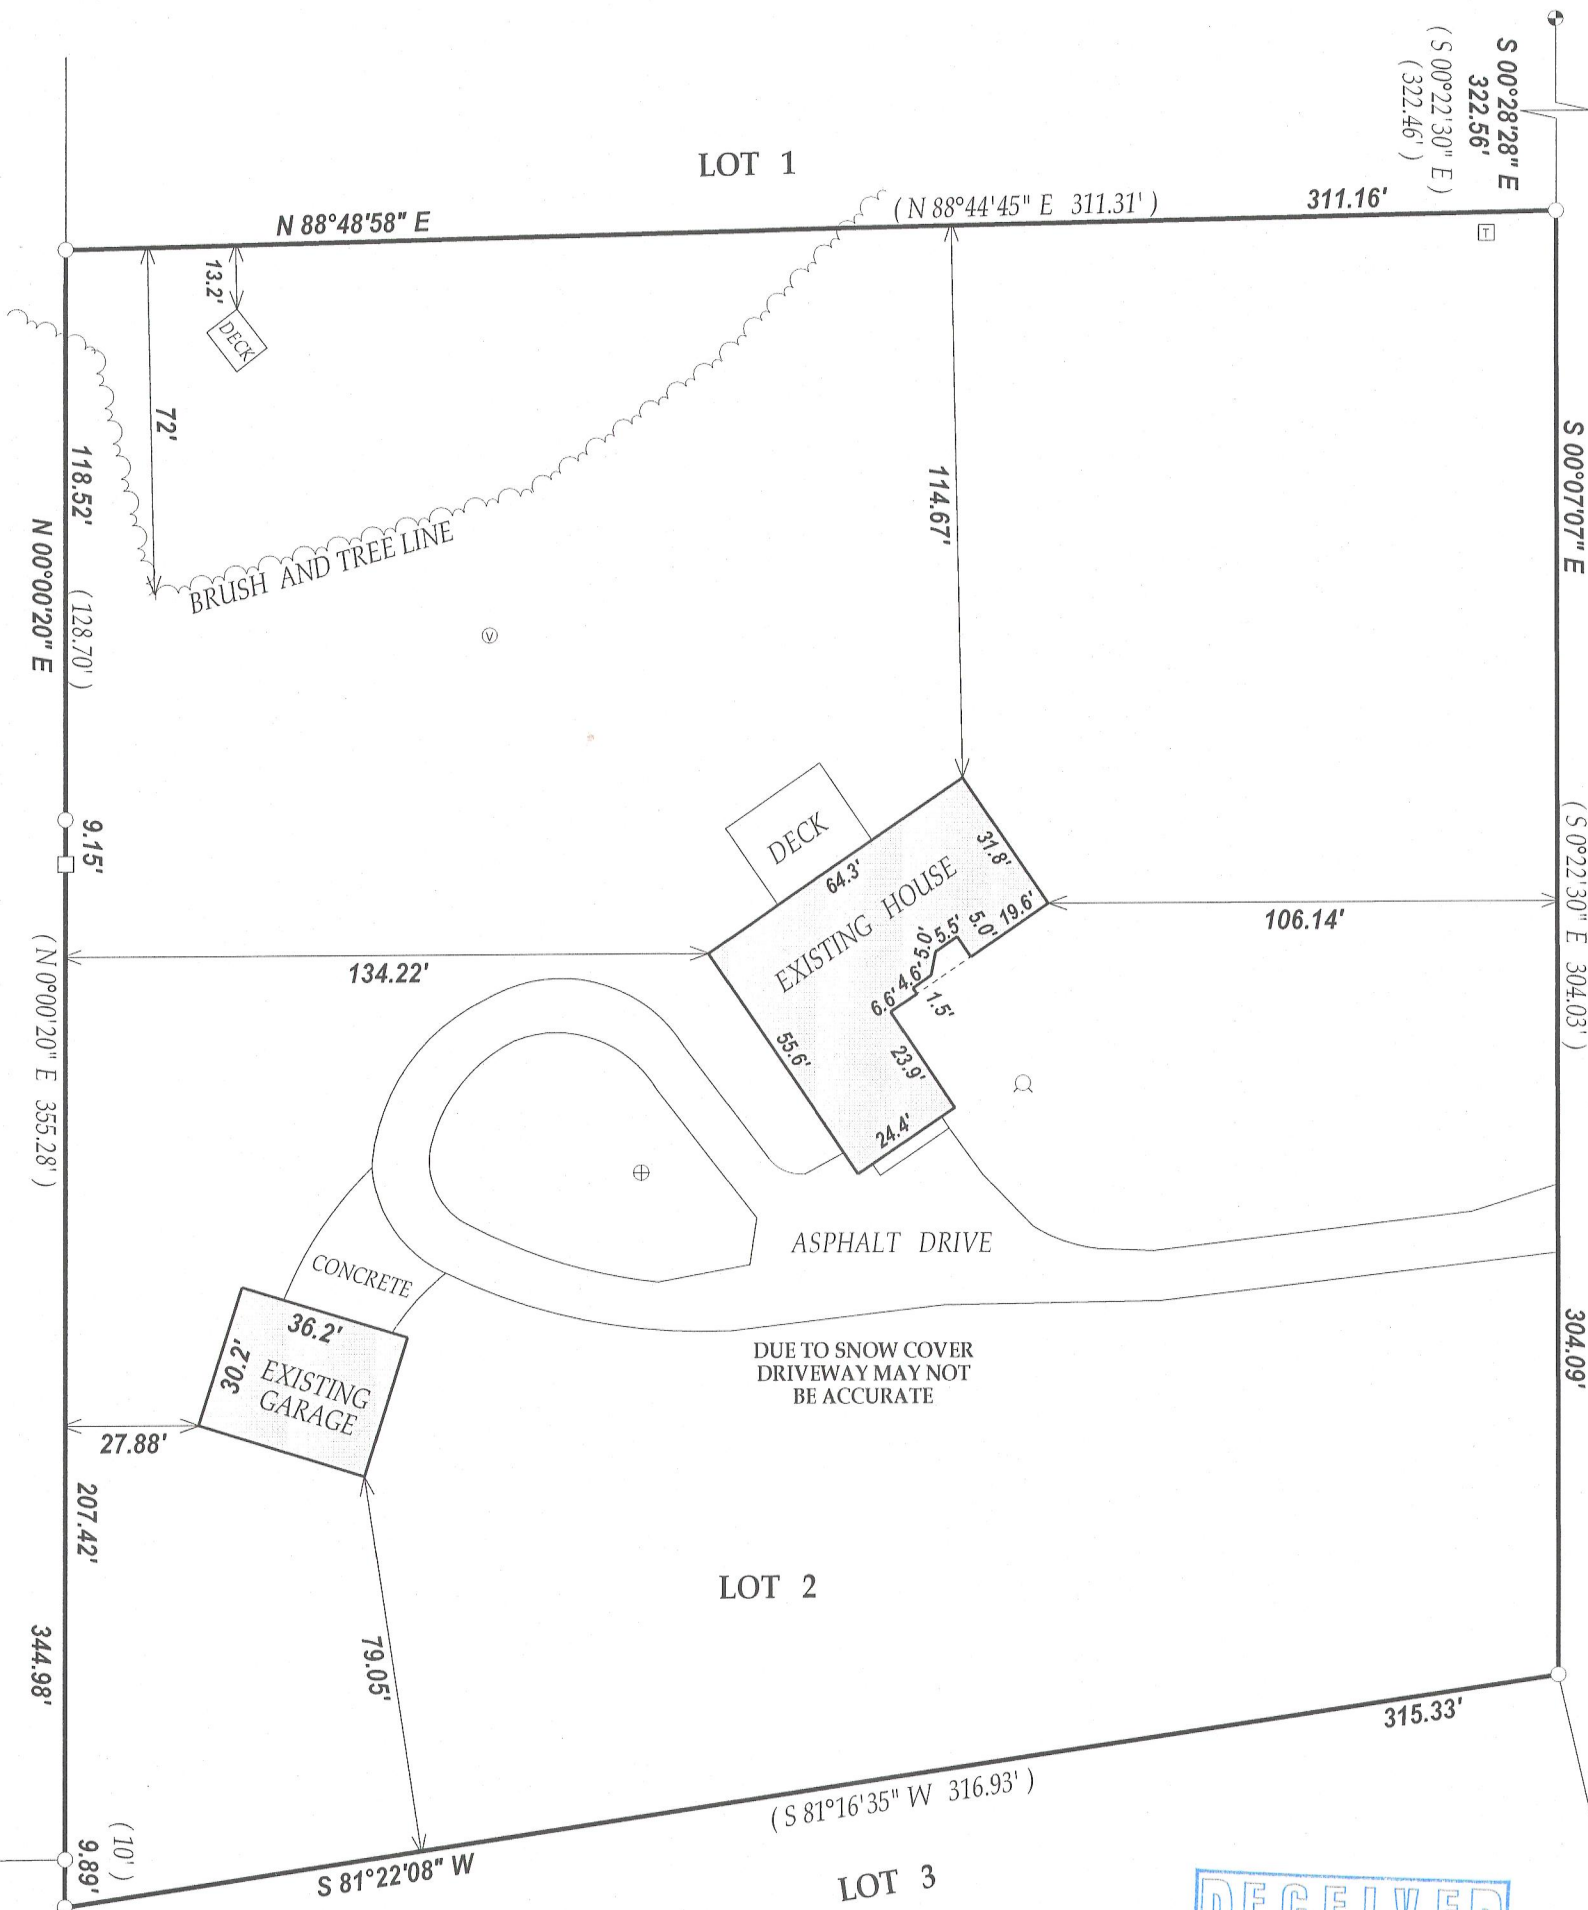 S 00°28'28" E
322.56'
( S 00°22'30" E )
( 322.46' )
LOT 1
( N 88°44'45" E 311.31' )
311.16'
N 88°48'58" E
T
13.2'
DECK
72'
114.67'
S 00°07'07" E
118.52'
BRUSH AND TREE LINE
N 00°00'20" E
( 128.70' )
V
9.15'
DECK
64.3'
31.8'
EXISTING HOUSE
19.6'
5.0'
5.5'
5.0'
4.6'
6.6'
1.5'
23.9'
55.6'
24.4'
106.14'
( S 0°22'30" E 304.03' )
134.22'
( N 0°00'20" E 355.28' )
ASPHALT DRIVE
CONCRETE
36.2'
30.2'
EXISTING
GARAGE
DUE TO SNOW COVER
DRIVEWAY MAY NOT
BE ACCURATE
304.09'
27.88'
207.42'
LOT 2
344.98'
79.05'
315.33'
( S 81°16'35" W 316.93' )
( 10' )
9.89'
S 81°22'08" W
LOT 3
RECEIVED